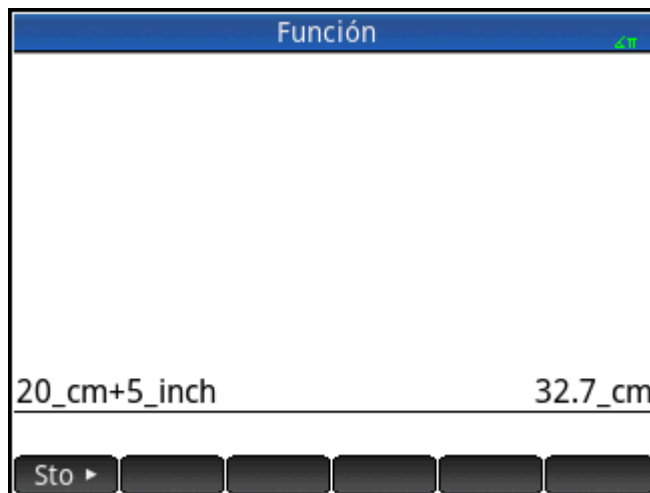 Función
∡π
20_cm+5_inch 32.7_cm
Sto ►